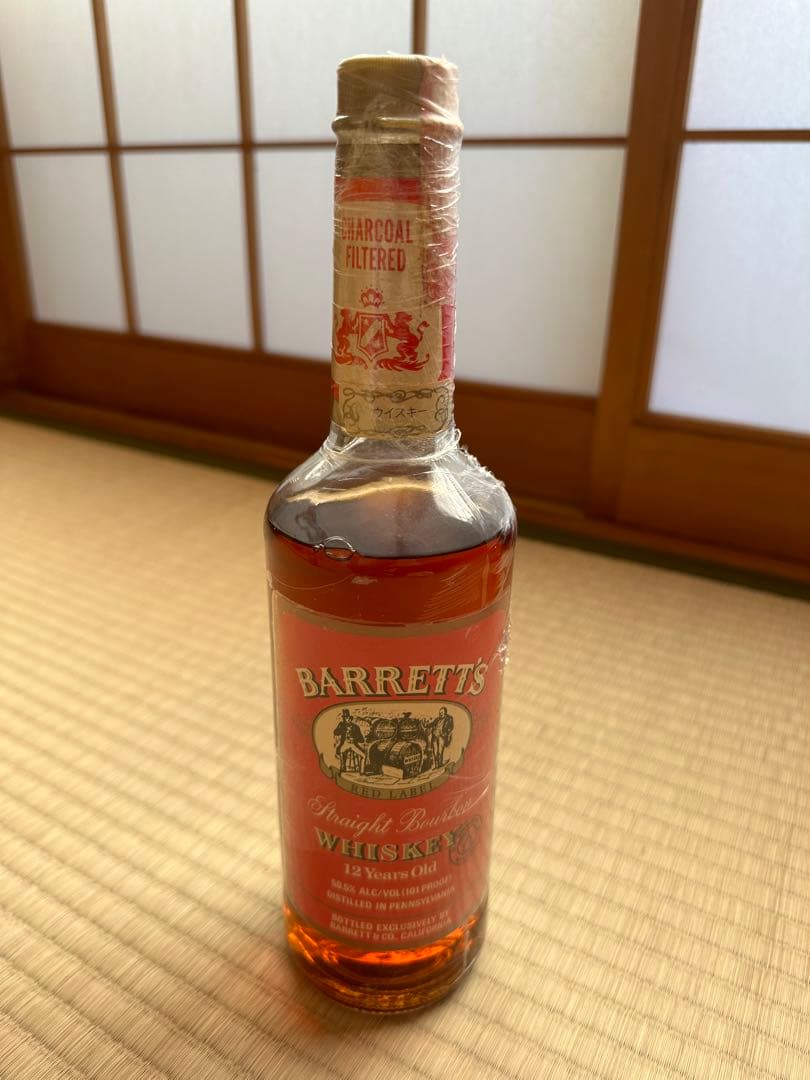 CHARCOAL
FILTERED
ウイスキー
BARRETT'S
RED LABEL
Straight Bourbon
WHISKEY
12 Years Old
50.5% ALC/VOL (101 PROOF)
DISTILLED IN PENNSYLVANIA
BOTTLED EXCLUSIVELY BY
BARRETT & CO. CALIFORNIA